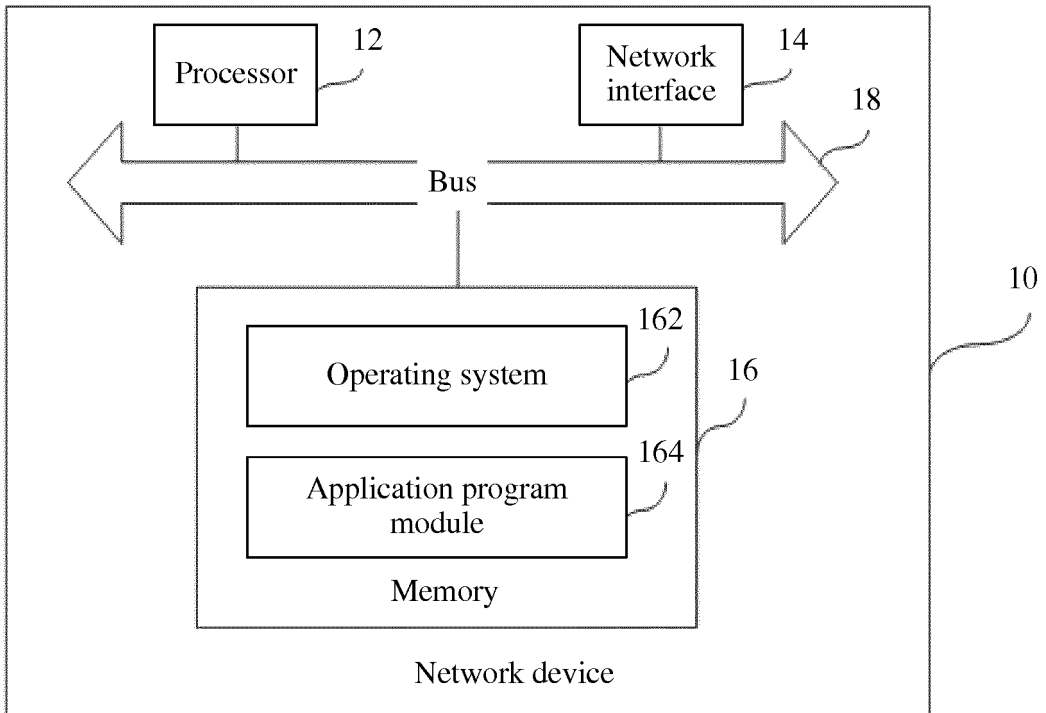 12
Processor
14
Network
interface
18
Bus
10
162
Operating system
16
164
Application program
module
Memory
Network device